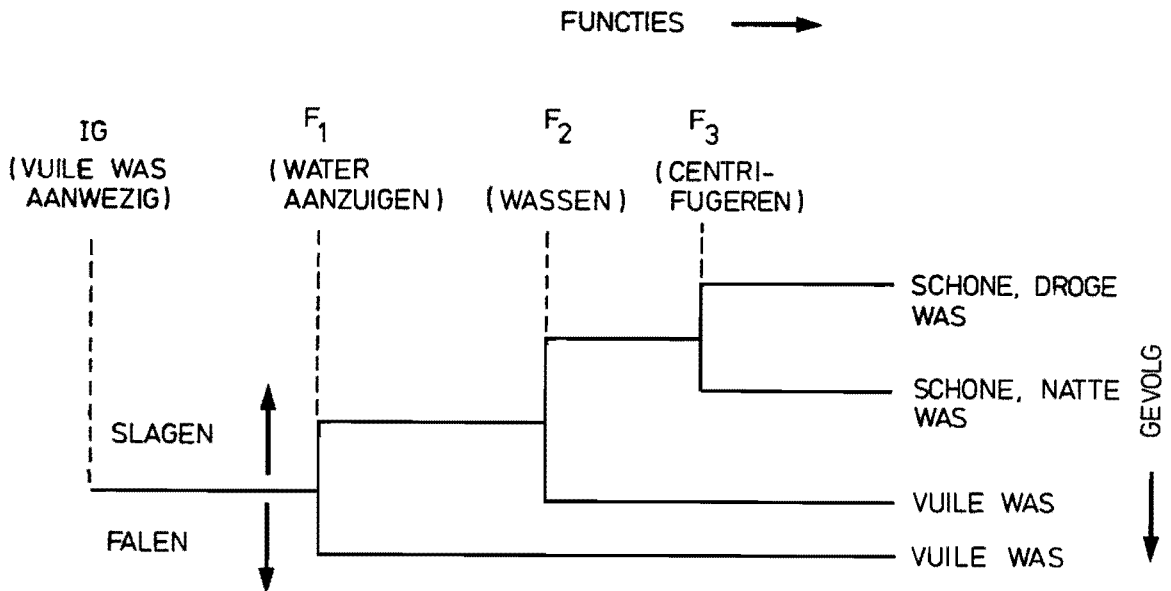 FUNCTIES
IG
(VUILE WAS
AANWEZIG)
F1
(WATER
AANZUIGEN)
F2
(WASSEN)
F3
(CENTRI-
FUGEREN)
SCHONE, DROGE
WAS
SCHONE, NATTE
WAS
VUILE WAS
VUILE WAS
SLAGEN
FALEN
GEVOLG